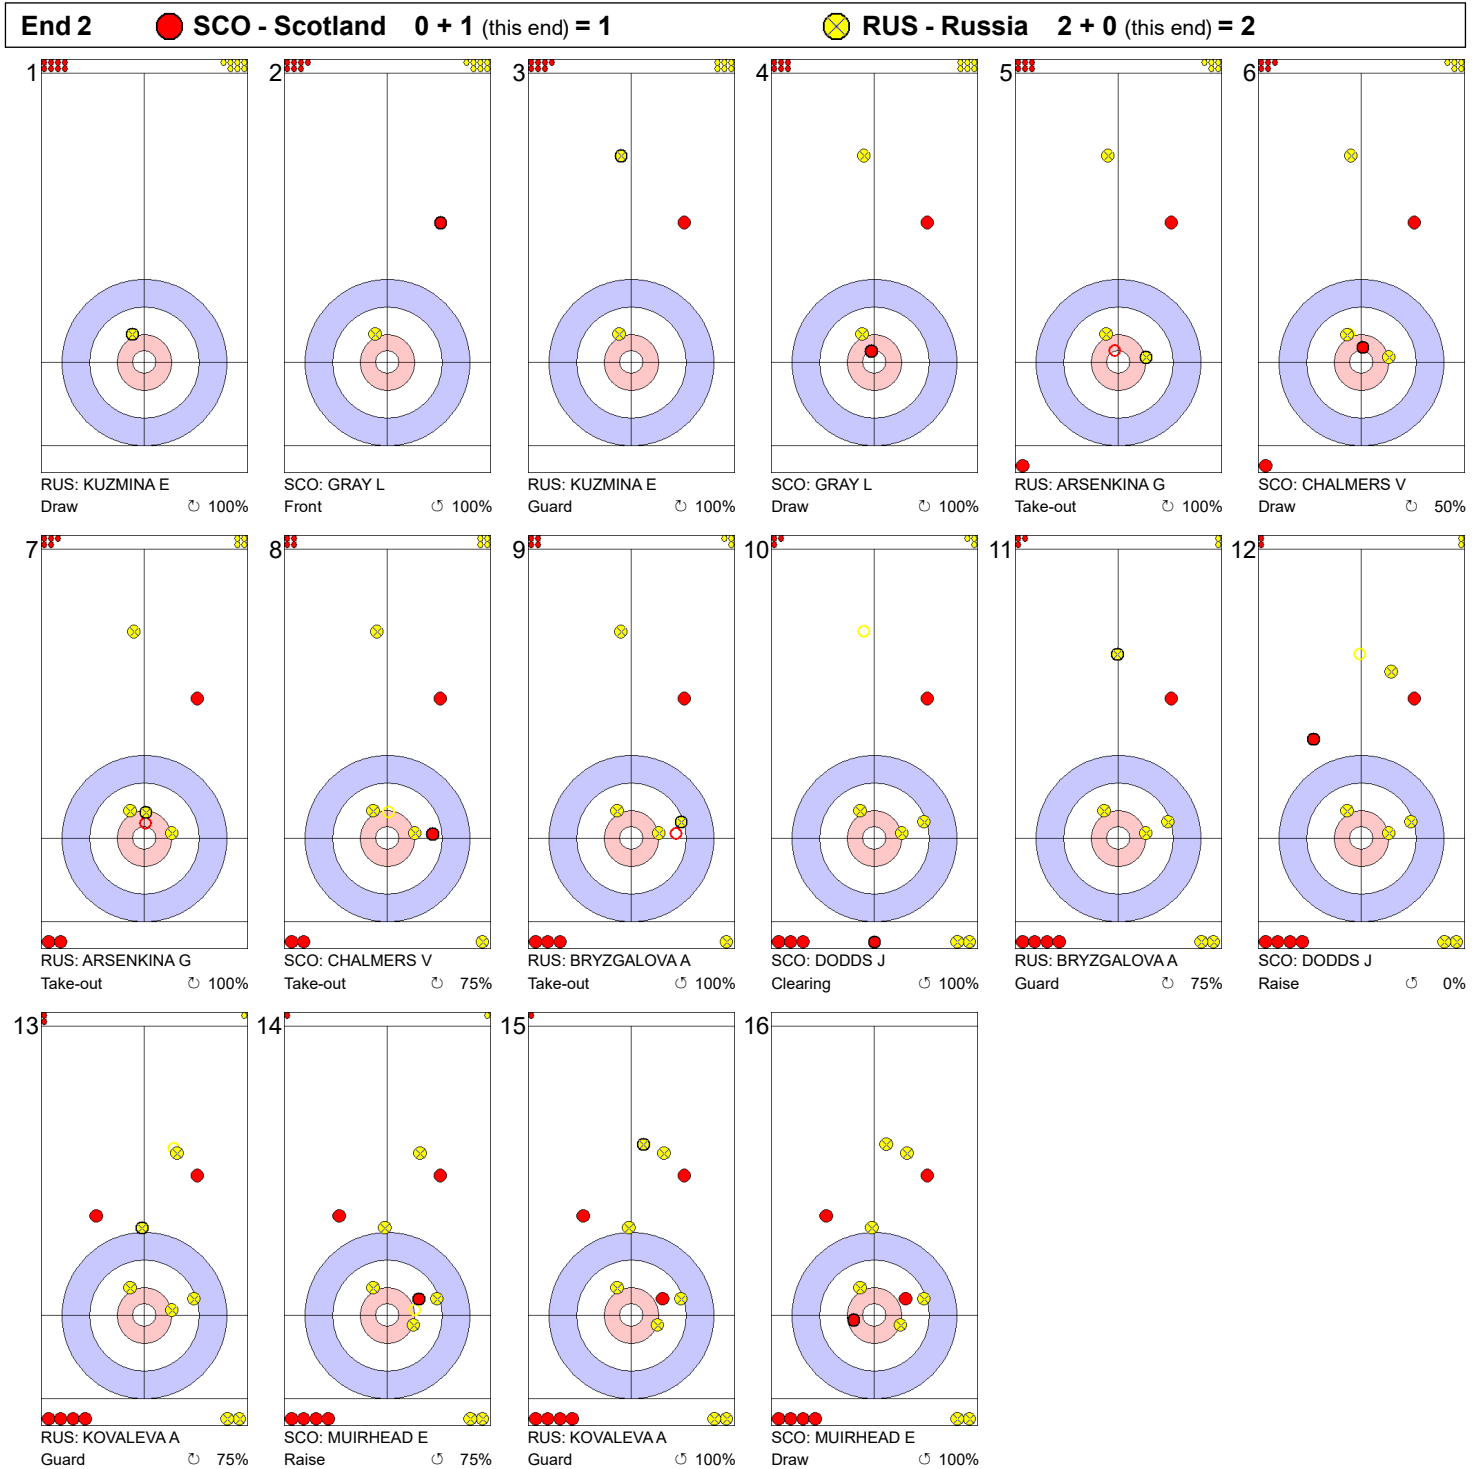 End 2 SCO - Scotland 0 + 1 (this end) = 1 RUS - Russia 2 + 0 (this end) = 2
1 2 3 4 5 6
RUS: KUZMINA E SCO: GRAY L RUS: KUZMINA E SCO: GRAY L RUS: ARSENKINA G SCO: CHALMERS V
Draw ↻ 100% Front ↺ 100% Guard ↻ 100% Draw ↺ 100% Take-out ↺ 100% Draw ↻ 50%
7 8 9 10 11 12
RUS: ARSENKINA G SCO: CHALMERS V RUS: BRYZGALOVA A SCO: DODDS J RUS: BRYZGALOVA A SCO: DODDS J
Take-out ↻ 100% Take-out ↻ 75% Take-out ↺ 100% Clearing ↺ 100% Guard ↻ 75% Raise ↺ 0%
13 14 15 16
RUS: KOVALEVA A SCO: MUIRHEAD E RUS: KOVALEVA A SCO: MUIRHEAD E
Guard ↻ 75% Raise ↺ 75% Guard ↺ 100% Draw ↺ 100%